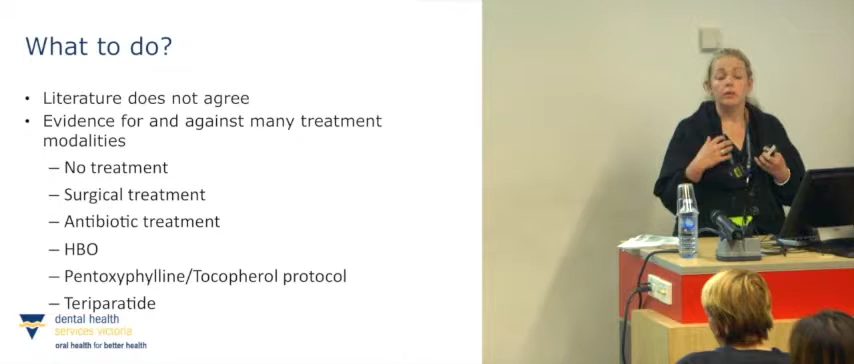 What to do?
• Literature does not agree
• Evidence for and against many treatment
modalities
– No treatment
– Surgical treatment
– Antibiotic treatment
– HBO
– Pentoxyphylline/Tocopherol protocol
– Teriparatide
dental health
services victoria
oral health for better health